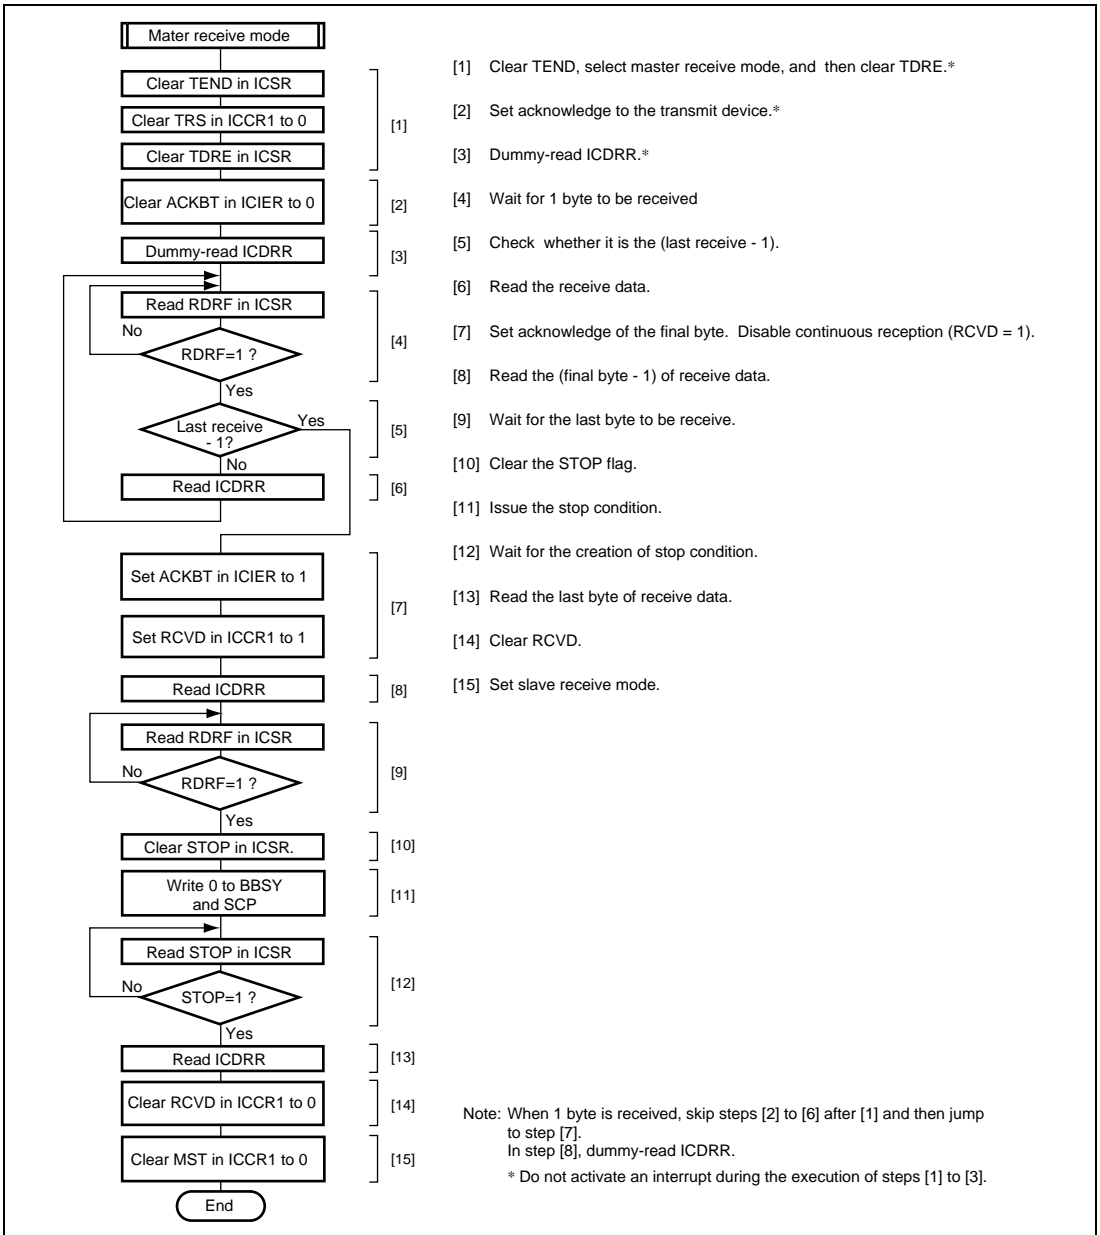 Mater receive mode
Clear TEND in ICSR
Clear TRS in ICCR1 to 0
Clear TDRE in ICSR
[1]
Clear ACKBT in ICIER to 0
[2]
Dummy-read ICDRR
[3]
Read RDRF in ICSR
No
RDRF=1 ?
[4]
Yes
Last receive
- 1?
Yes
[5]
No
Read ICDRR
[6]
Set ACKBT in ICIER to 1
[7]
Set RCVD in ICCR1 to 1
Read ICDRR
[8]
Read RDRF in ICSR
No
RDRF=1 ?
[9]
Yes
Clear STOP in ICSR.
[10]
Write 0 to BBSY
and SCP
[11]
Read STOP in ICSR
No
STOP=1 ?
[12]
Yes
Read ICDRR
[13]
Clear RCVD in ICCR1 to 0
[14]
Clear MST in ICCR1 to 0
[15]
End
[1] Clear TEND, select master receive mode, and then clear TDRE.*
[2] Set acknowledge to the transmit device.*
[3] Dummy-read ICDRR.*
[4] Wait for 1 byte to be received
[5] Check whether it is the (last receive - 1).
[6] Read the receive data.
[7] Set acknowledge of the final byte. Disable continuous reception (RCVD = 1).
[8] Read the (final byte - 1) of receive data.
[9] Wait for the last byte to be receive.
[10] Clear the STOP flag.
[11] Issue the stop condition.
[12] Wait for the creation of stop condition.
[13] Read the last byte of receive data.
[14] Clear RCVD.
[15] Set slave receive mode.
Note: When 1 byte is received, skip steps [2] to [6] after [1] and then jump
to step [7].
In step [8], dummy-read ICDRR.
* Do not activate an interrupt during the execution of steps [1] to [3].